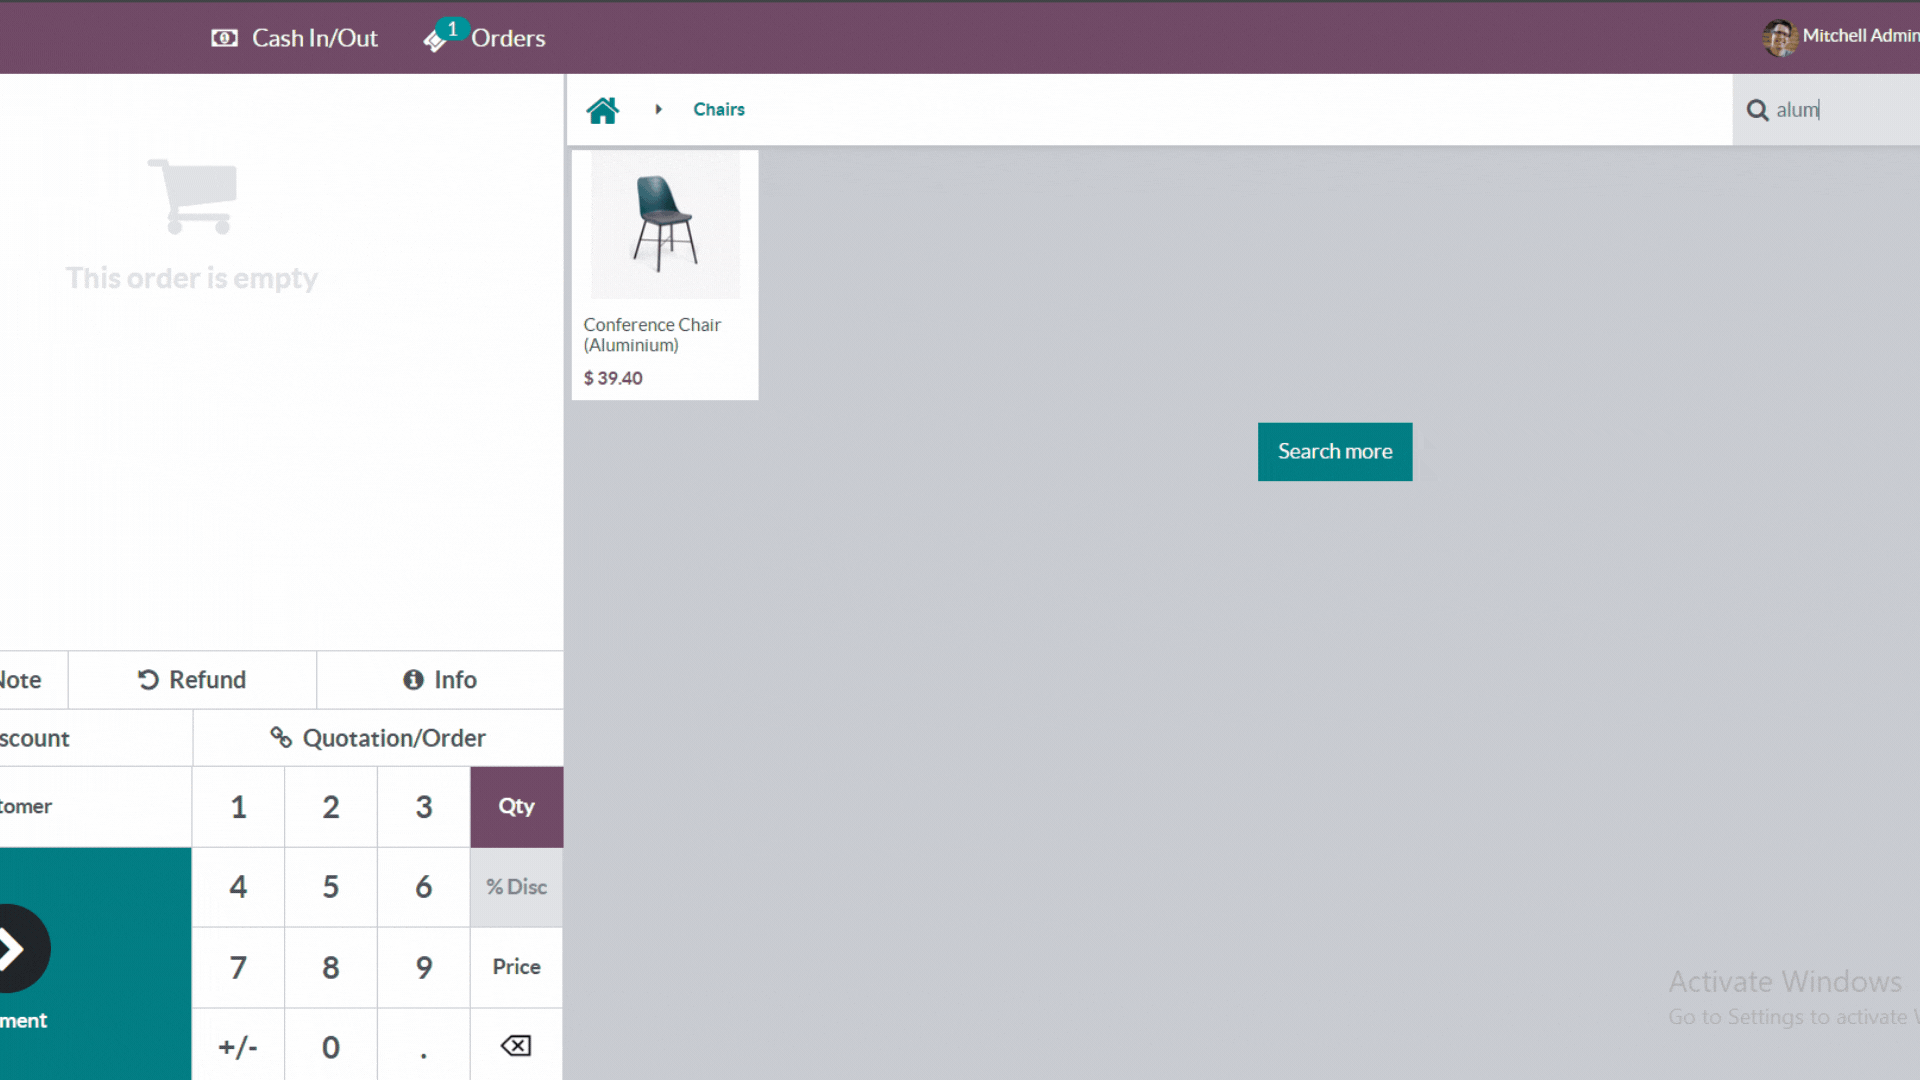 Cash In/Out
1
Orders
Mitchell Admin
Chairs
alum
This order is empty
Conference Chair
(Aluminium)
$ 39.40
Search more
Note
Refund
Info
scount
Quotation/Order
tomer
1
2
3
Qty
4
5
6
% Disc
7
8
9
Price
ment
+/-
0
.
Activate Windows
Go to Settings to activate